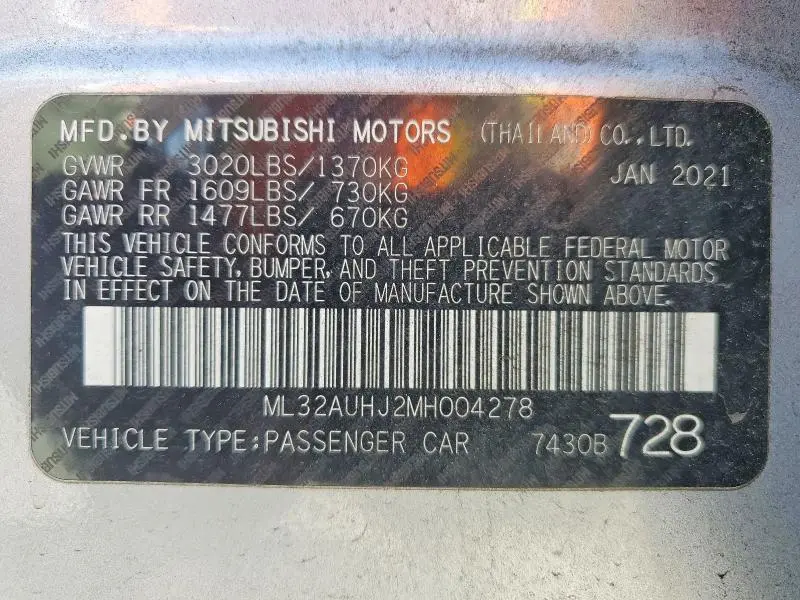 MFD.BY MITSUBISHI MOTORS (THAILAND) CO.,LTD.
GVWR 3020LBS/1370KG JAN 2021
GAWR FR 1609LBS/ 730KG
GAWR RR 1477LBS/ 670KG
THIS VEHICLE CONFORMS TO ALL APPLICABLE FEDERAL MOTOR
VEHICLE SAFETY, BUMPER, AND THEFT PREVENTION STANDARDS
IN EFFECT ON THE DATE OF MANUFACTURE SHOWN ABOVE.
ML32AUHJ2MH004278
VEHICLE TYPE:PASSENGER CAR 7430B 728